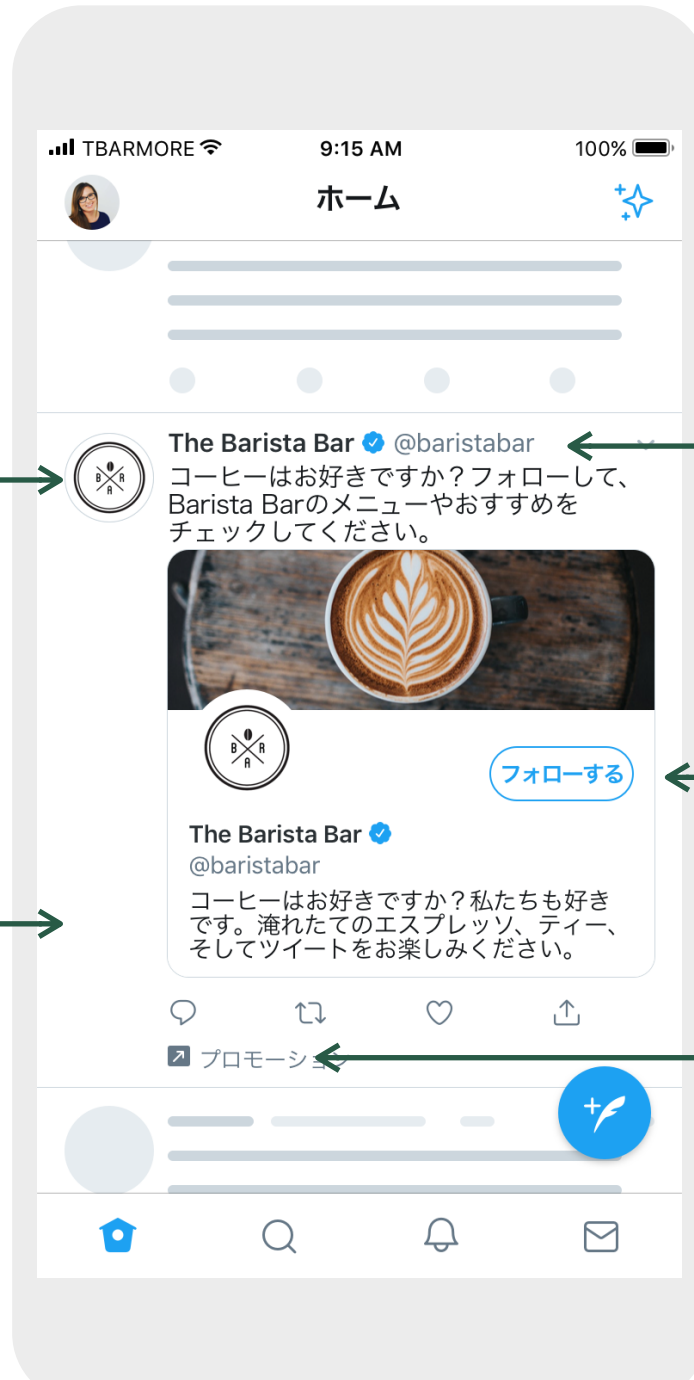 TBARMORE 9:15 AM 100%
ホーム
The Barista Bar @baristabar
コーヒーはお好きですか？フォローして、
Barista Barのメニューやおすすめを
チェックしてください。
B R
A
B R
A
フォローする
The Barista Bar
@baristabar
コーヒーはお好きですか？私たちも好き
です。淹れたてのエスプレッソ、ティー、
そしてツイートをお楽しみください。
プロモーション